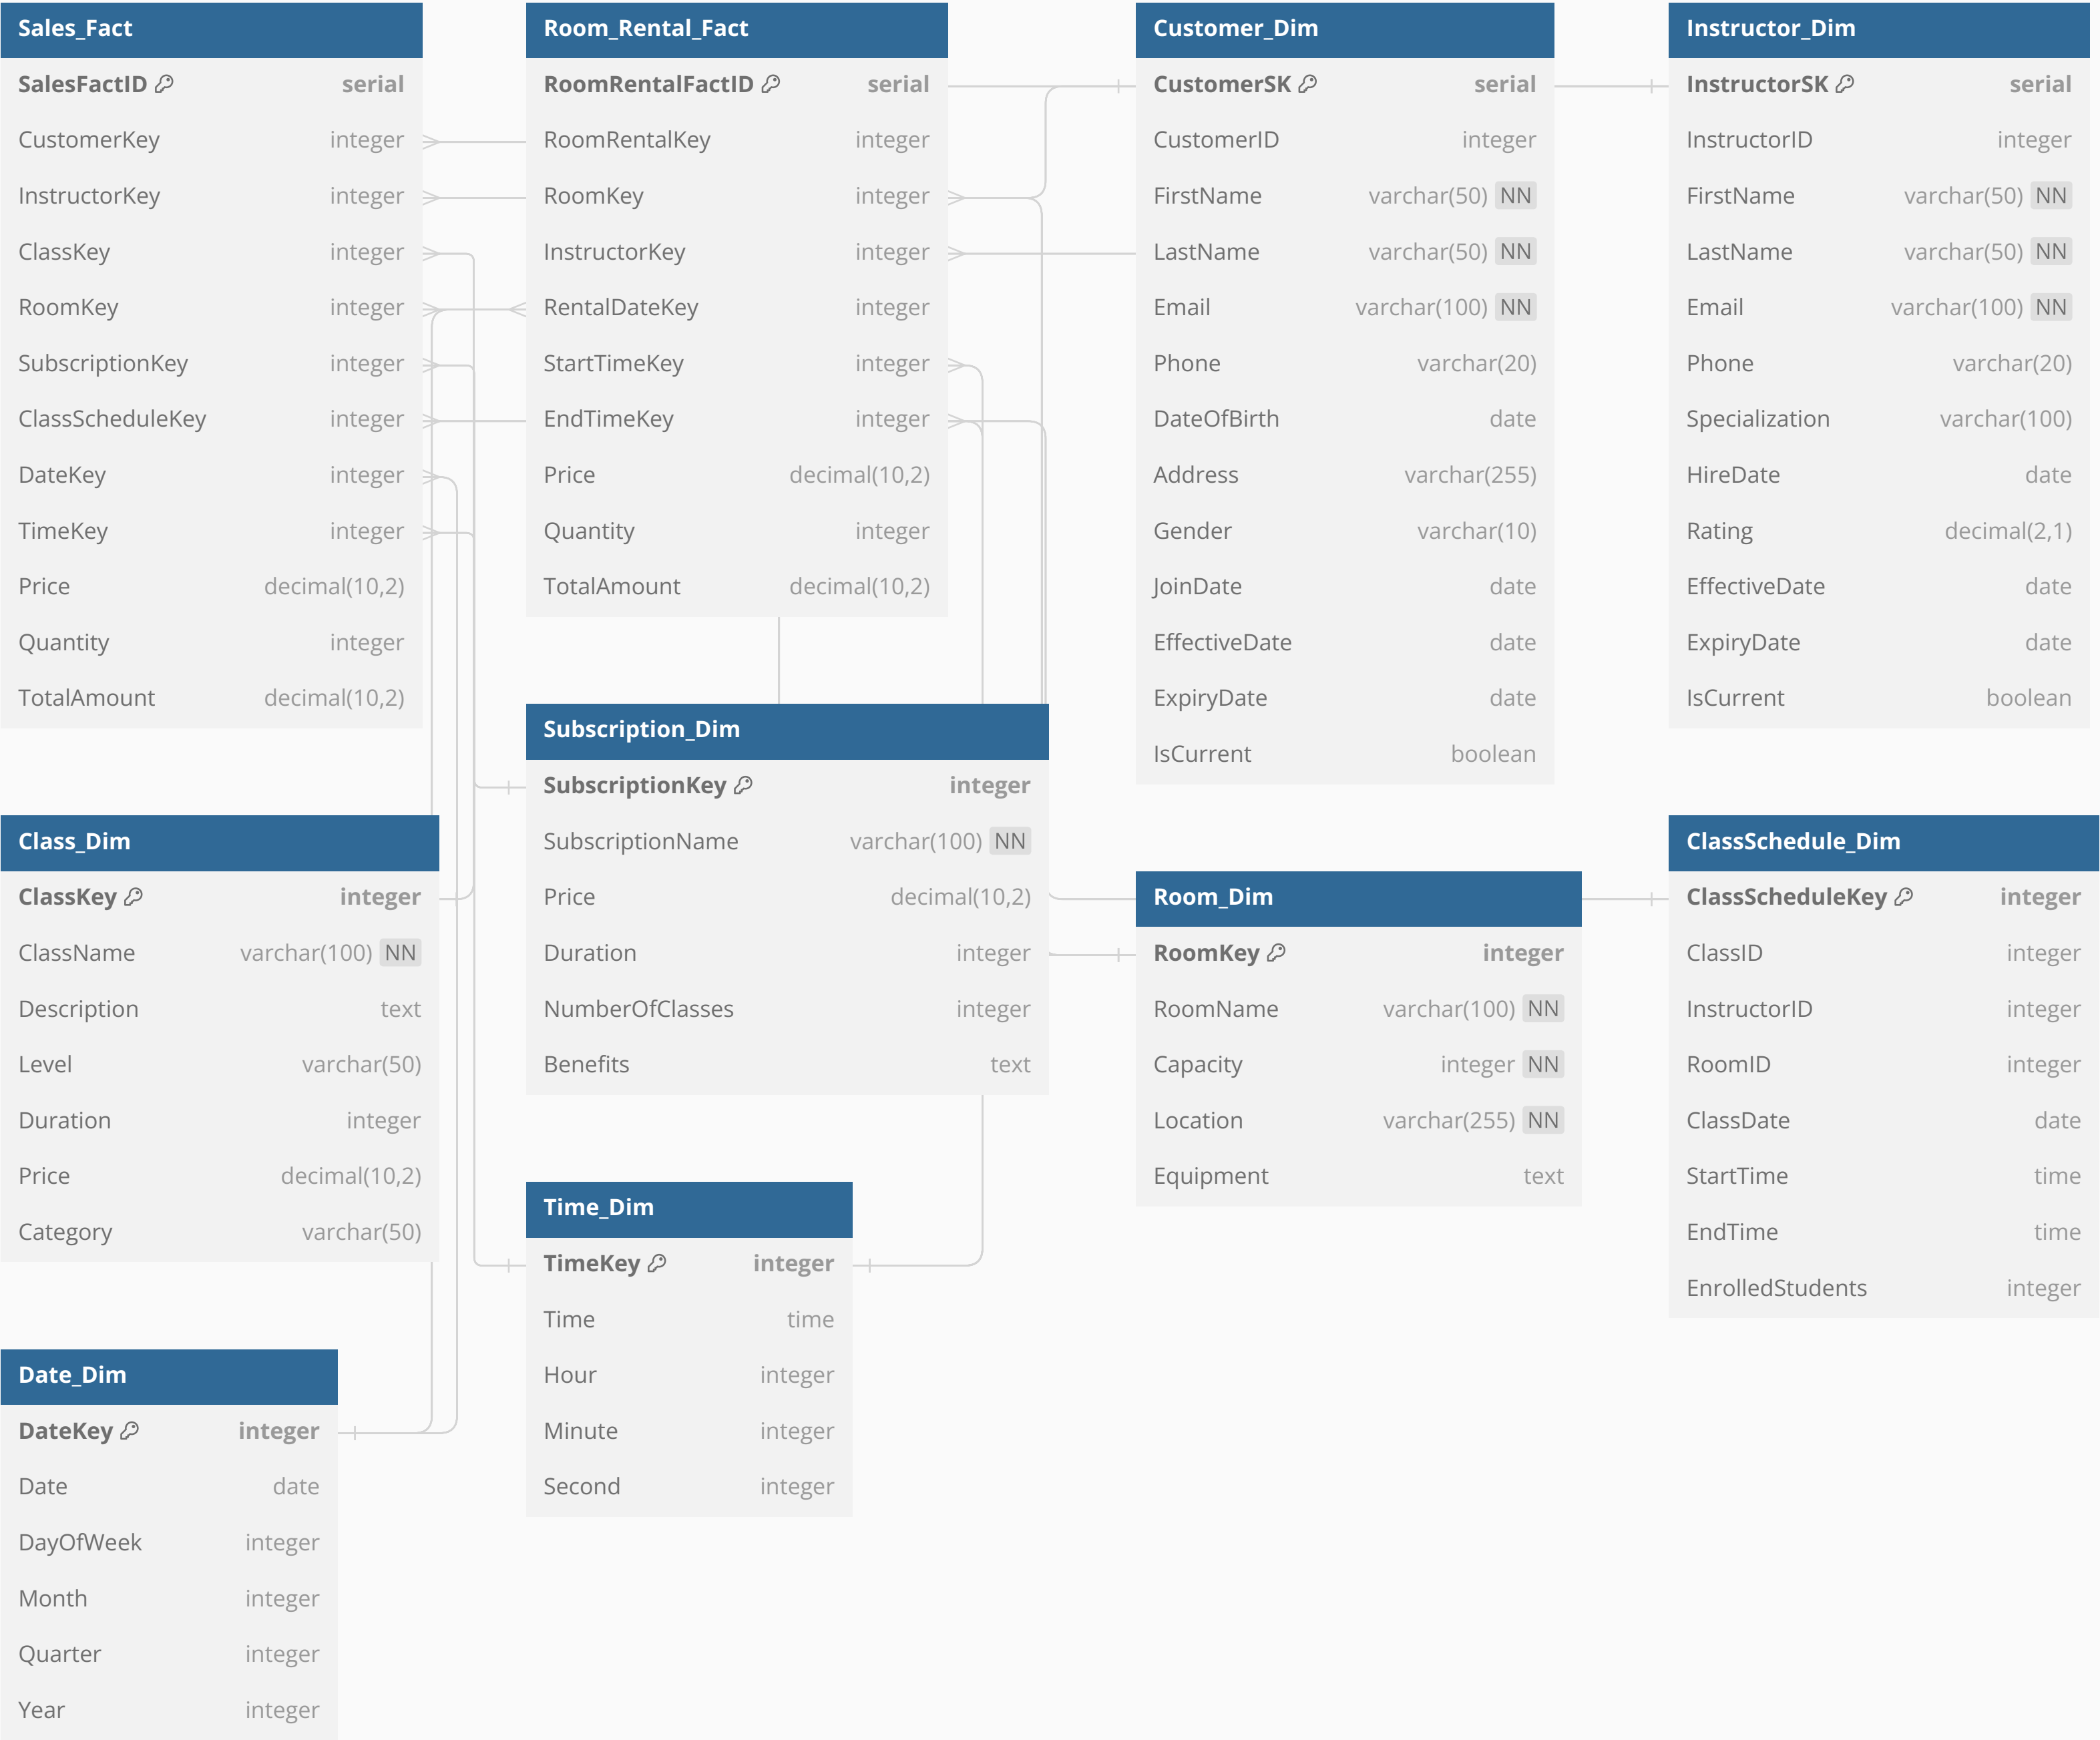 Sales_Fact
SalesFactID serial
CustomerKey integer
InstructorKey integer
ClassKey integer
RoomKey integer
SubscriptionKey integer
ClassScheduleKey integer
DateKey integer
TimeKey integer
Price decimal(10,2)
Quantity integer
TotalAmount decimal(10,2)
Room_Rental_Fact
RoomRentalFactID serial
RoomRentalKey integer
RoomKey integer
InstructorKey integer
RentalDateKey integer
StartTimeKey integer
EndTimeKey integer
Price decimal(10,2)
Quantity integer
TotalAmount decimal(10,2)
Customer_Dim
CustomerSK serial
CustomerID integer
FirstName varchar(50) NN
LastName varchar(50) NN
Email varchar(100) NN
Phone varchar(20)
DateOfBirth date
Address varchar(255)
Gender varchar(10)
JoinDate date
EffectiveDate date
ExpiryDate date
IsCurrent boolean
Instructor_Dim
InstructorSK serial
InstructorID integer
FirstName varchar(50) NN
LastName varchar(50) NN
Email varchar(100) NN
Phone varchar(20)
Specialization varchar(100)
HireDate date
Rating decimal(2,1)
EffectiveDate date
ExpiryDate date
IsCurrent boolean
Class_Dim
ClassKey integer
ClassName varchar(100) NN
Description text
Level varchar(50)
Duration integer
Price decimal(10,2)
Category varchar(50)
Subscription_Dim
SubscriptionKey integer
SubscriptionName varchar(100) NN
Price decimal(10,2)
Duration integer
NumberOfClasses integer
Benefits text
Room_Dim
RoomKey integer
RoomName varchar(100) NN
Capacity integer NN
Location varchar(255) NN
Equipment text
ClassSchedule_Dim
ClassScheduleKey integer
ClassID integer
InstructorID integer
RoomID integer
ClassDate date
StartTime time
EndTime time
EnrolledStudents integer
Time_Dim
TimeKey integer
Time time
Hour integer
Minute integer
Second integer
Date_Dim
DateKey integer
Date date
DayOfWeek integer
Month integer
Quarter integer
Year integer